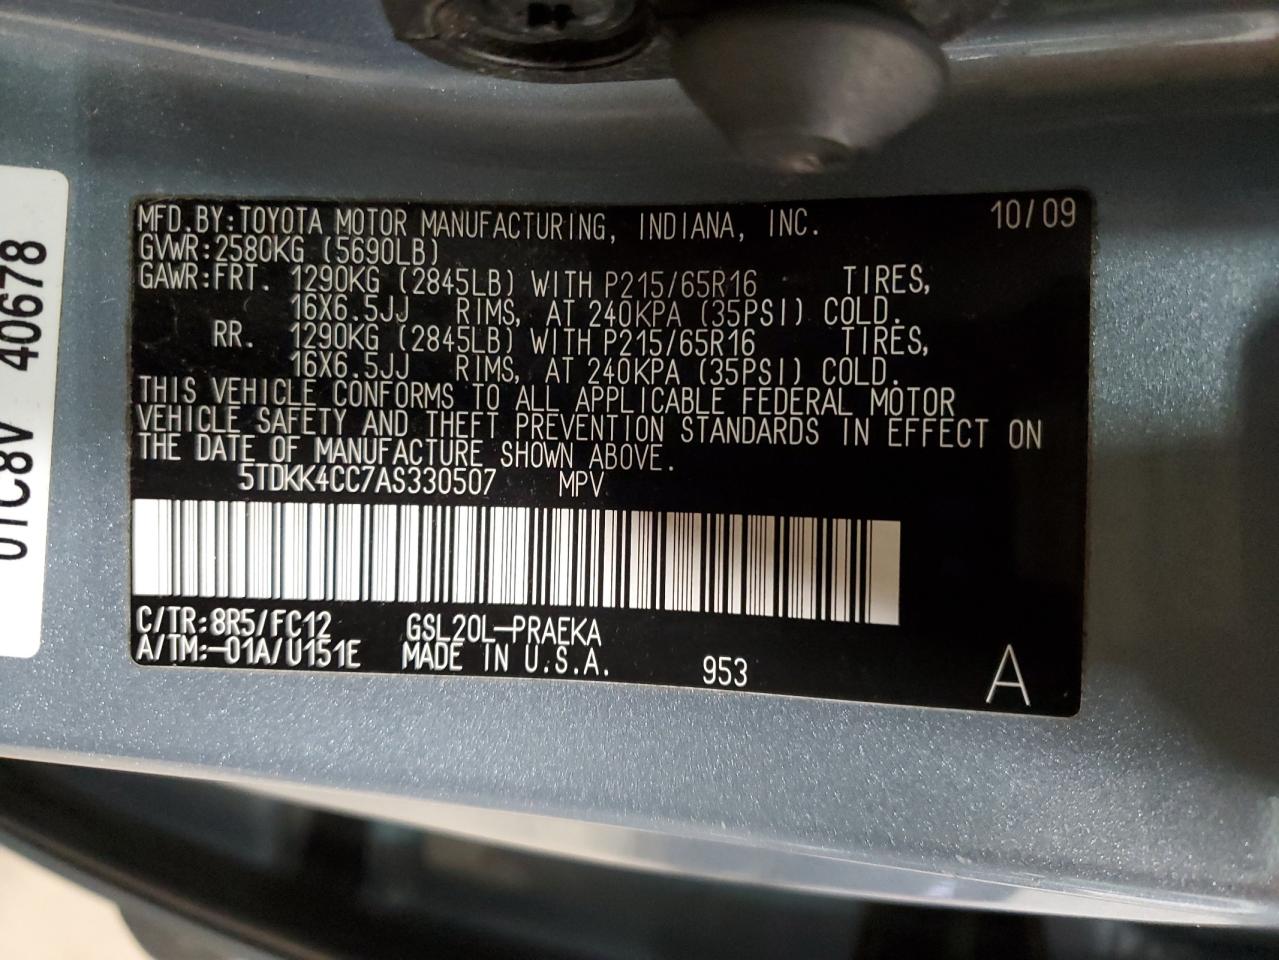 MFD.BY:TOYOTA MOTOR MANUFACTURING, INDIANA, INC. 10/09
GVWR:2580KG (5690LB)
GAWR:FRT. 1290KG (2845LB) WITH P215/65R16 TIRES,
16X6.5JJ RIMS, AT 240KPA (35PSI) COLD.
RR. 1290KG (2845LB) WITH P215/65R16 TIRES,
16X6.5JJ RIMS, AT 240KPA (35PSI) COLD.
THIS VEHICLE CONFORMS TO ALL APPLICABLE FEDERAL MOTOR
VEHICLE SAFETY AND THEFT PREVENTION STANDARDS IN EFFECT ON
THE DATE OF MANUFACTURE SHOWN ABOVE.
5TDKK4CC7AS330507 MPV
C/TR:8R5/FC12 GSL20L-PRAEKA
A/TM:-01A/U151E MADE IN U.S.A. 953 A
40678